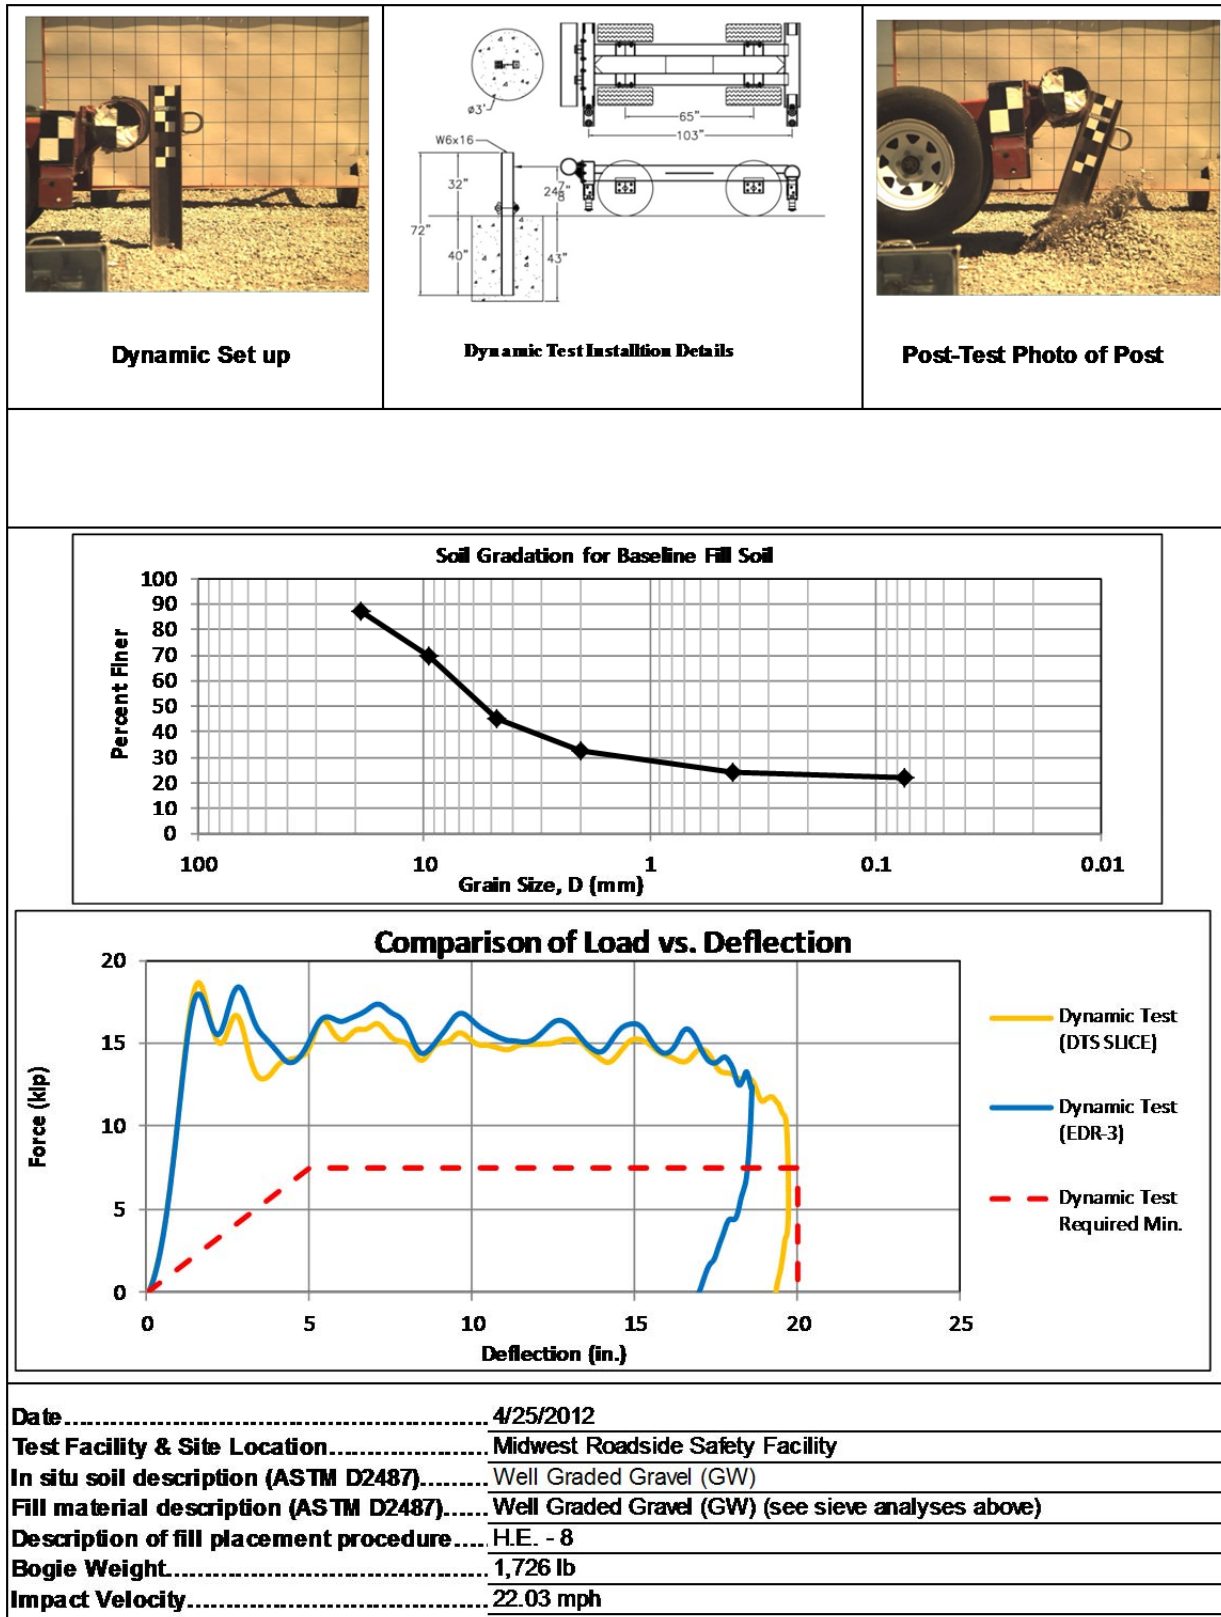 ø3'
65"
103"
W6x16
32"
24 7/8"
72"
40"
43"
Dynamic Set up
Dynamic Test Installtion Details
Post-Test Photo of Post
Soil Gradation for Baseline Fill Soil
100
90
80
70
60
50
40
30
20
10
0
Percent Finer
100
10
1
0.1
0.01
Grain Size, D (mm)
Comparison of Load vs. Deflection
20
15
10
5
0
Force (kip)
0
5
10
15
20
25
Deflection (in.)
Dynamic Test
(DTS SLICE)
Dynamic Test
(EDR-3)
Dynamic Test
Required Min.
Date.................................................. 4/25/2012
Test Facility & Site Location..................... Midwest Roadside Safety Facility
In situ soil description (ASTM D2487)......... Well Graded Gravel (GW)
Fill material description (ASTM D2487)...... Well Graded Gravel (GW) (see sieve analyses above)
Description of fill placement procedure..... H.E. - 8
Bogie Weight........................................... 1,726 lb
Impact Velocity........................................ 22.03 mph